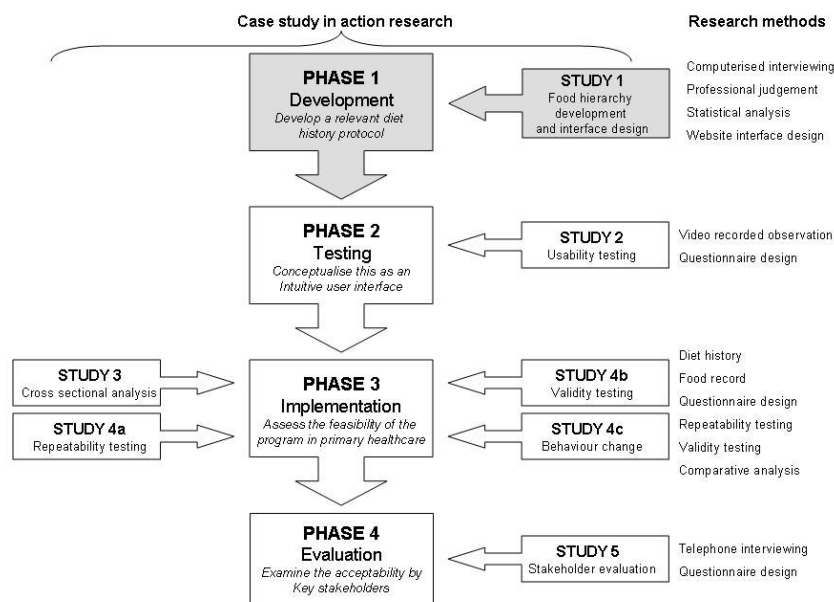 Case study in action research
Research methods
PHASE 1
Development
Develop a relevant diet
history protocol
STUDY 1
Food hierarchy
development
and interface design
Computerised interviewing
Professional judgement
Statistical analysis
Website interface design
PHASE 2
Testing
Conceptualise this as an
Intuitive user interface
STUDY 2
Usability testing
Video recorded observation
Questionnaire design
STUDY 3
Cross sectional analysis
STUDY 4a
Repeatability testing
PHASE 3
Implementation
Assess the feasibility of the
program in primary healthcare
STUDY 4b
Validity testing
STUDY 4c
Behaviour change
Diet history
Food record
Questionnaire design
Repeatability testing
Validity testing
Comparative analysis
PHASE 4
Evaluation
Examine the acceptability by
Key stakeholders
STUDY 5
Stakeholder evaluation
Telephone interviewing
Questionnaire design